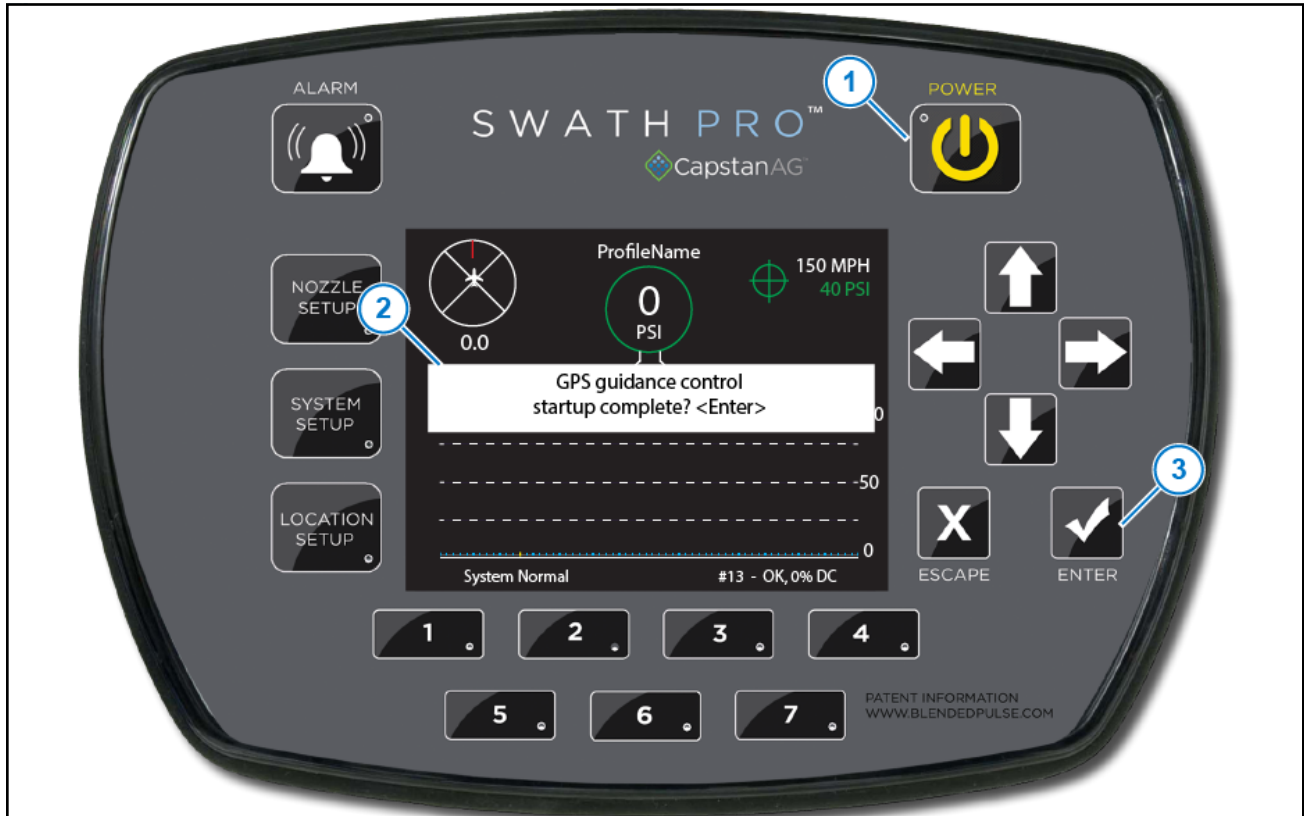 ALARM
1
POWER
SWATH PRO™
CapstanAG™
ProfileName
150 MPH
40 PSI
0
PSI
0.0
NOZZLE
SETUP
2
GPS guidance control
startup complete? <Enter>
0
SYSTEM
SETUP
-50
3
LOCATION
SETUP
0
System Normal
#13 - OK, 0% DC
X
ESCAPE
ENTER
1
2
3
4
5
6
7
PATENT INFORMATION
WWW.BLENDEDPULSE.COM